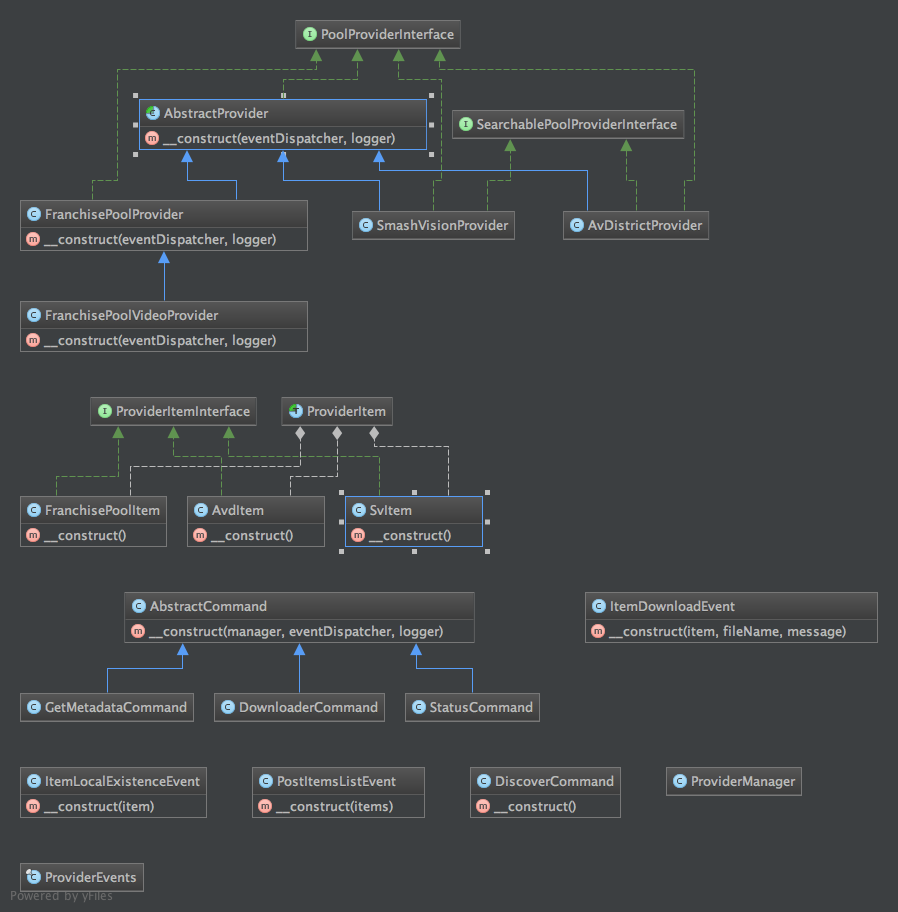 I PoolProviderInterface
C AbstractProvider
m __construct(eventDispatcher, logger)
I SearchablePoolProviderInterface
C FranchisePoolProvider
m __construct(eventDispatcher, logger)
C SmashVisionProvider
C AvDistrictProvider
C FranchisePoolVideoProvider
m __construct(eventDispatcher, logger)
I ProviderItemInterface
T ProviderItem
C FranchisePoolItem
m __construct()
C AvdItem
m __construct()
C SvItem
m __construct()
C AbstractCommand
m __construct(manager, eventDispatcher, logger)
C ItemDownloadEvent
m __construct(item, fileName, message)
C GetMetadataCommand
C DownloaderCommand
C StatusCommand
C ItemLocalExistenceEvent
m __construct(item)
C PostItemsListEvent
m __construct(items)
C DiscoverCommand
m __construct()
C ProviderManager
C ProviderEvents
Powered by yFiles